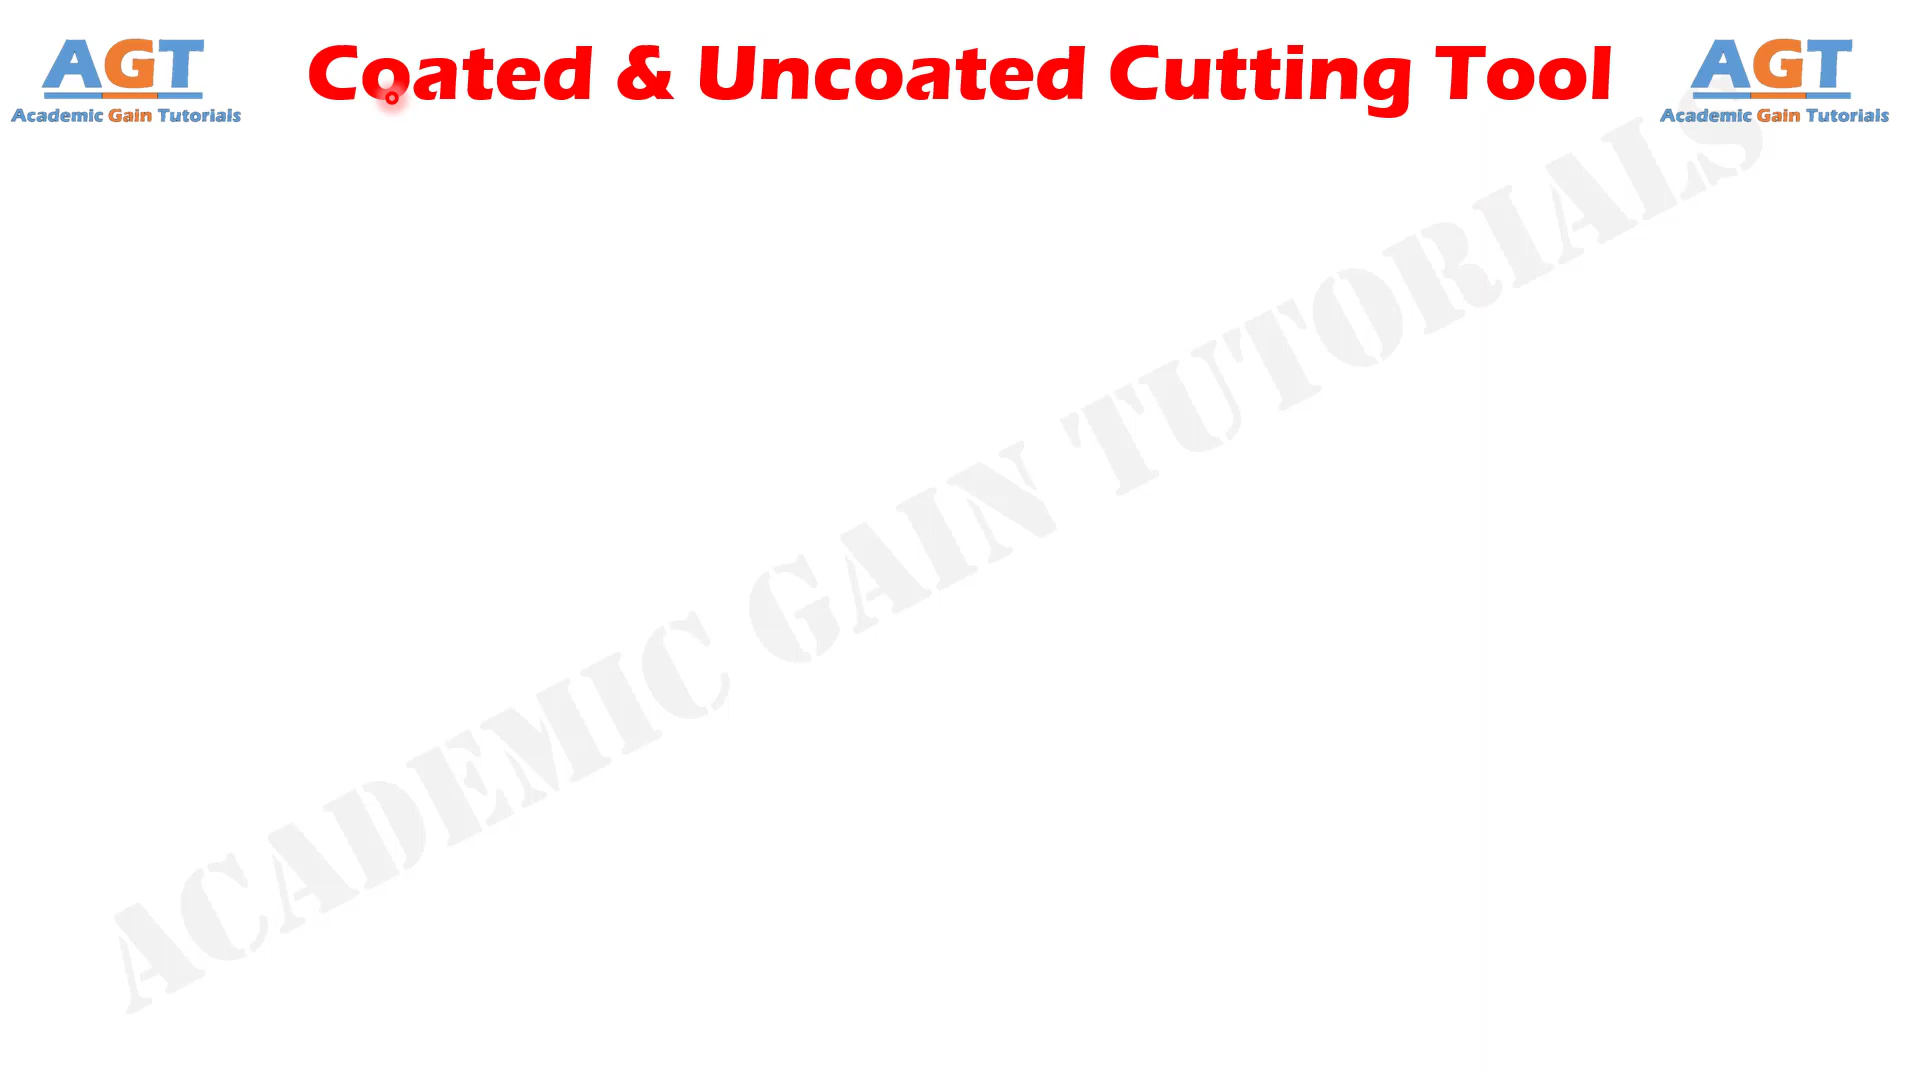 AGT
Academic Gain Tutorials
Coated & Uncoated Cutting Tool
AGT
Academic Gain Tutorials
ACADEMIC GAIN TUTORIALS